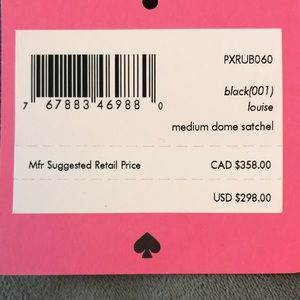 PXRUB060
black(001)
louise
7 67883 46988 0
medium dome satchel
Mfr Suggested Retail Price CAD $358.00
USD $298.00